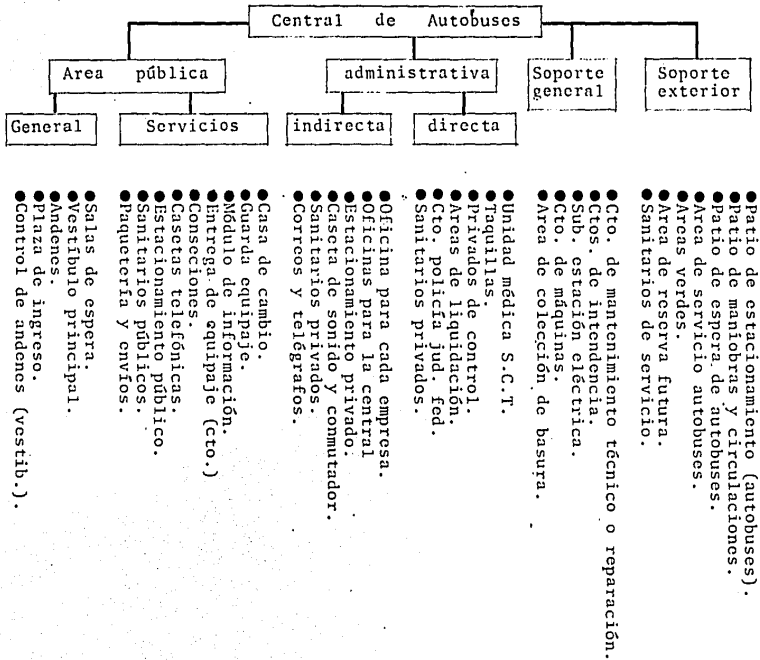 Central de Autobuses
Area pública
administrativa
Soporte
general
Soporte
exterior
General
Servicios
indirecta
directa
●Salas de espera.
●Vestíbulo principal.
●Andenes.
●Plaza de ingreso.
●Control de andenes (vestib.).
●Casa de cambio.
●Guarda equipaje.
●Módulo de información.
●Entrega de equipaje (cto.)
●Conseciones.
●Casetas telefónicas.
●Estacionamiento público.
●Sanitarios públicos.
●Paquetería y envíos.
●Oficina para cada empresa.
●Oficinas para la central
●Estacionamiento privado.
●Caseta de sonido y conmutador.
●Sanitarios privados.
●Correos y telégrafos.
●Unidad médica S.C.T.
●Taquillas.
●Privados de control.
●Areas de liquidación.
●Cto. policía jud. fed.
●Sanitarios privados.
●Cto. de mantenimiento técnico o reparación.
●Ctos. de intendencia.
●Sub. estación eléctrica.
●Cto. de máquinas.
●Area de colección de basura.
●Patio de estacionamiento (autobuses).
●Patio de maniobras y circulaciones.
●Patio de espera de autobuses.
●Area de servicio autobuses.
●Areas verdes.
●Area de reserva futura.
●Sanitarios de servicio.